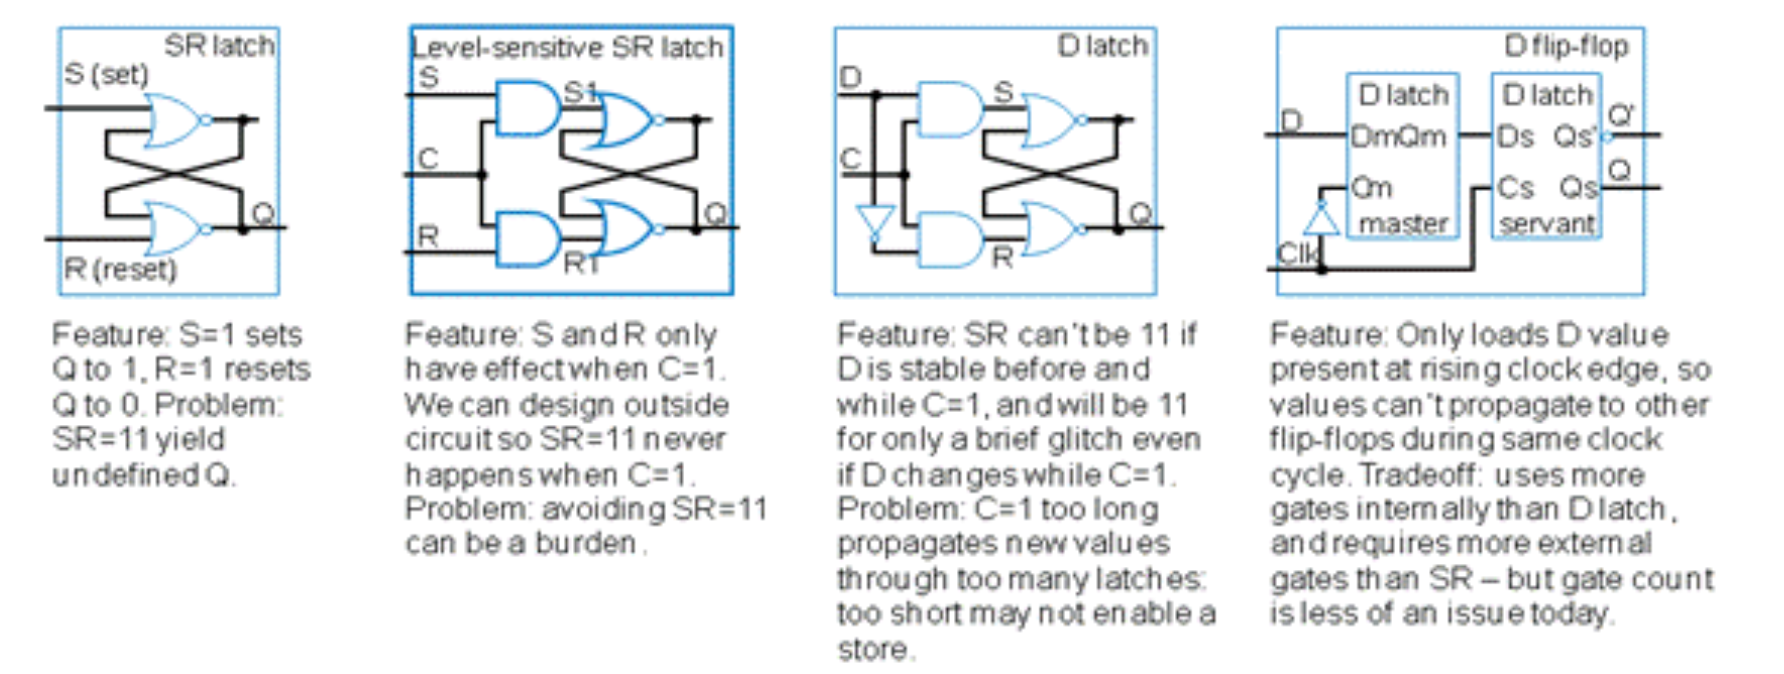 SR latch
S (set)
Q
R (reset)
Feature: S=1 sets
Q to 1, R=1 resets
Q to 0. Problem:
SR=11 yield
undefined Q.
Level-sensitive SR latch
S
S1
C
Q
R
R1
Feature: S and R only
have effect when C=1.
We can design outside
circuit so SR=11 never
happens when C=1.
Problem: avoiding SR=11
can be a burden.
D latch
D
S
C
Q
R
Feature: SR can't be 11 if
D is stable before and
while C=1, and will be 11
for only a brief glitch even
if D changes while C=1.
Problem: C=1 too long
propagates new values
through too many latches:
too short may not enable a
store.
D flip-flop
D latch
D latch
Q'
D
DmQm
Ds Qs'
Q
Cm
Cs Qs
master
servant
Clk
Feature: Only loads D value
present at rising clock edge, so
values can't propagate to other
flip-flops during same clock
cycle. Tradeoff: uses more
gates internally than D latch,
and requires more external
gates than SR – but gate count
is less of an issue today.